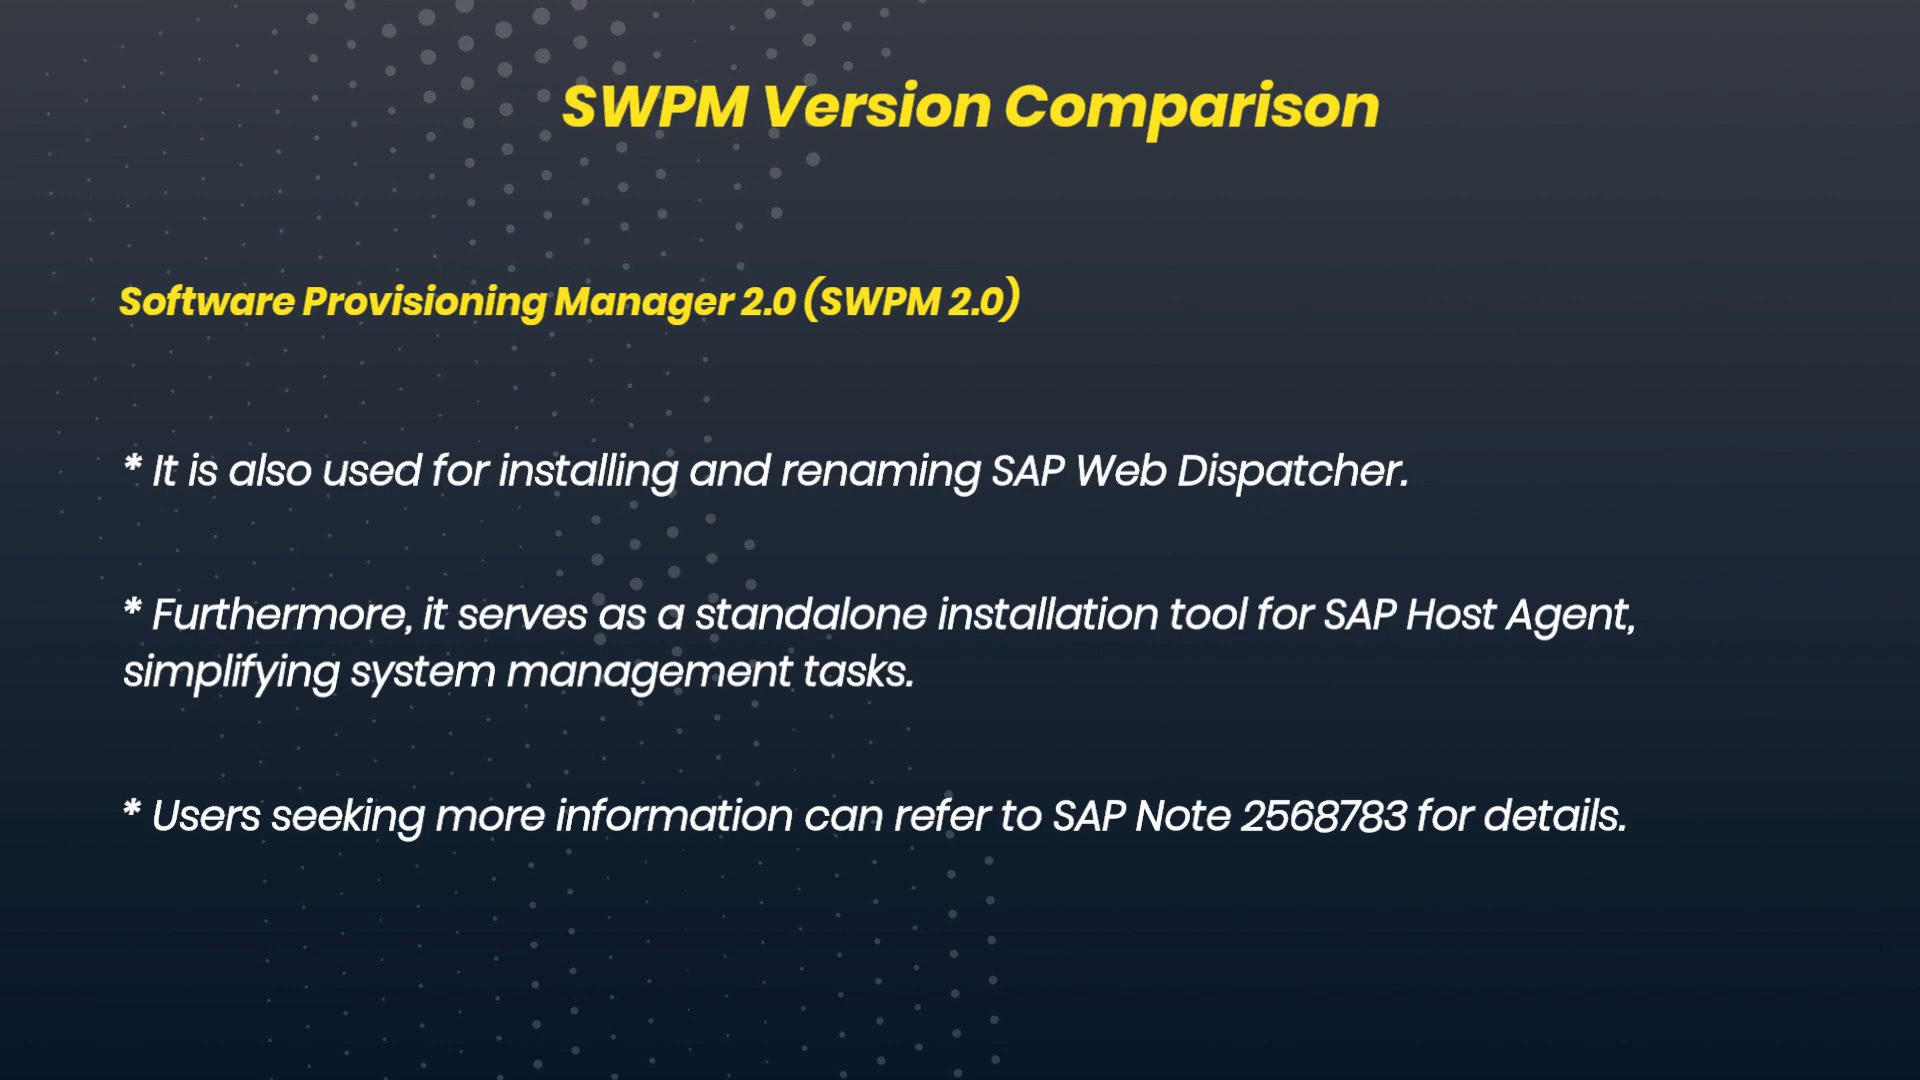 SWPM Version Comparison
Software Provisioning Manager 2.0 (SWPM 2.0)
* It is also used for installing and renaming SAP Web Dispatcher.
* Furthermore, it serves as a standalone installation tool for SAP Host Agent,
simplifying system management tasks.
* Users seeking more information can refer to SAP Note 2568783 for details.